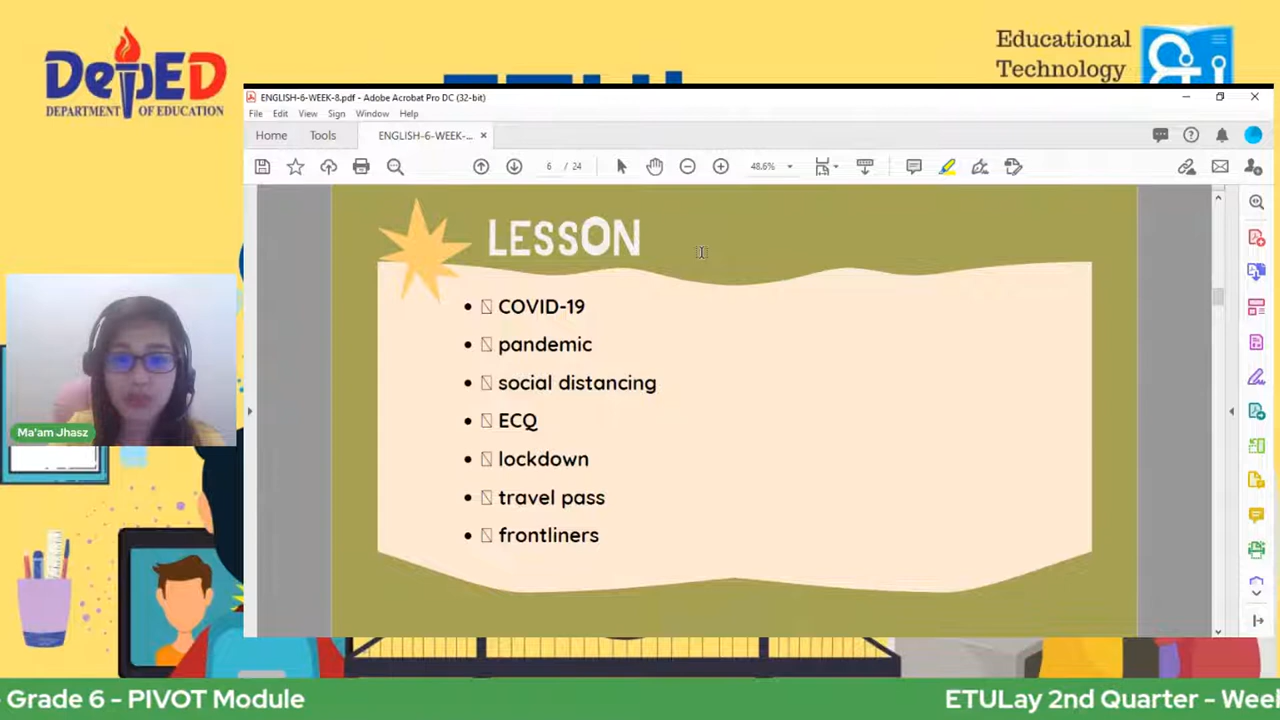 DepED
DEPARTMENT OF EDUCATION
Educational
Technology
ENGLISH-6-WEEK-8.pdf - Adobe Acrobat Pro DC (32-bit)
File Edit View Sign Window Help
Home Tools ENGLISH-6-WEEK-... ×
6 / 24 48.6%
LESSON
• COVID-19
• pandemic
• social distancing
• ECQ
• lockdown
• travel pass
• frontliners
Ma'am Jhasz
Grade 6 - PIVOT Module
ETULay 2nd Quarter - Week